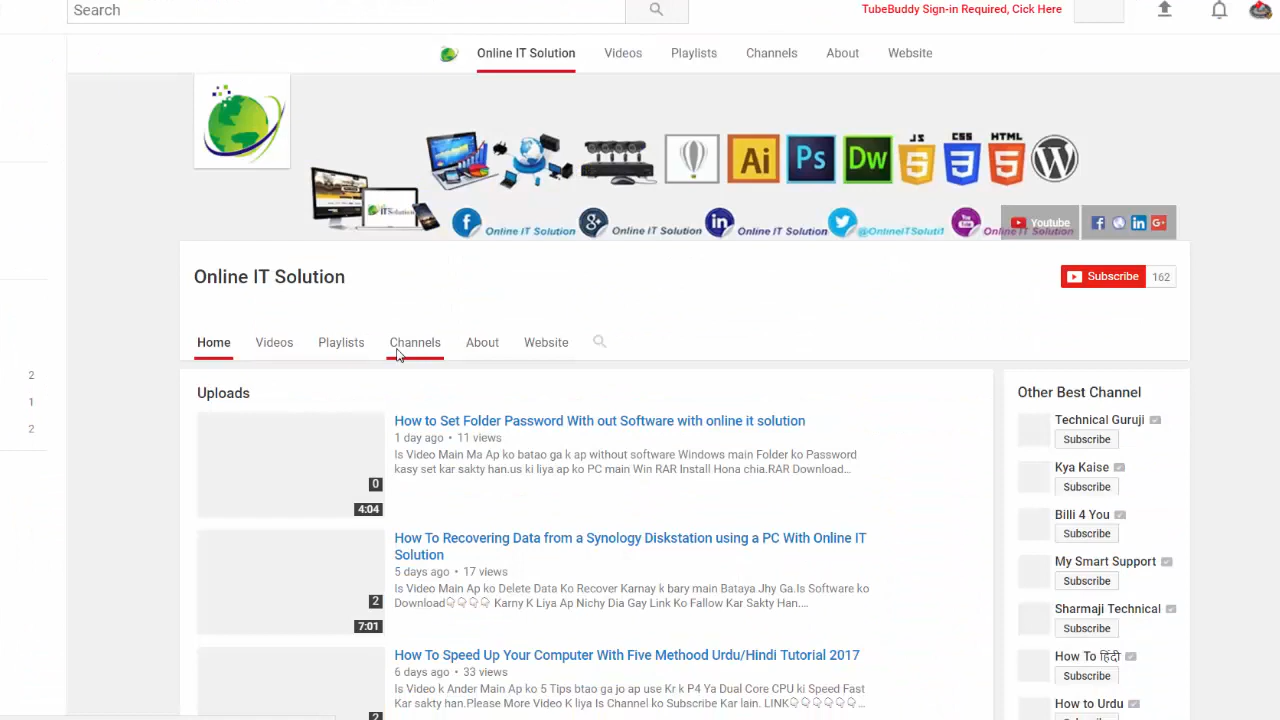 Search
TubeBuddy Sign-in Required, Cick Here
Online IT Solution Videos Playlists Channels About Website
JS CSS HTML
Ai Ps Dw 5 3 5
ITSolution
Online IT Solution Online IT Solution Online IT Solution @OnlineITSoluti1 Online IT Solution
Youtube
Online IT Solution
Subscribe 162
Home Videos Playlists Channels About Website
Uploads
How to Set Folder Password With out Software with online it solution
1 day ago • 11 views
Is Video Main Ma Ap ko batao ga k ap without software Windows main Folder ko Password
kasy set kar sakty han.us ki liya ap ko PC main Win RAR Install Hona chia.RAR Download...
0
4:04
How To Recovering Data from a Synology Diskstation using a PC With Online IT
Solution
5 days ago • 17 views
Is Video Main Ap ko Delete Data Ko Recover Karnay k bary main Bataya Jhy Ga.Is Software ko
Download👇👇👇👇 Karny K Liya Ap Nichy Dia Gay Link Ko Fallow Kar Sakty Han....
2
7:01
How To Speed Up Your Computer With Five Methood Urdu/Hindi Tutorial 2017
6 days ago • 33 views
Is Video k Ander Main Ap ko 5 Tips btao ga jo ap use Kr k P4 Ya Dual Core CPU ki Speed Fast
Kar sakty han.Please More Video K liya Is Channel ko Subscribe Kar lain. LINK👇👇👇👇👇👇...
2
Other Best Channel
Technical Guruji
Subscribe
Kya Kaise
Subscribe
Billi 4 You
Subscribe
My Smart Support
Subscribe
Sharmaji Technical
Subscribe
How To हिंदी
Subscribe
How to Urdu
Subscribe
2
1
2